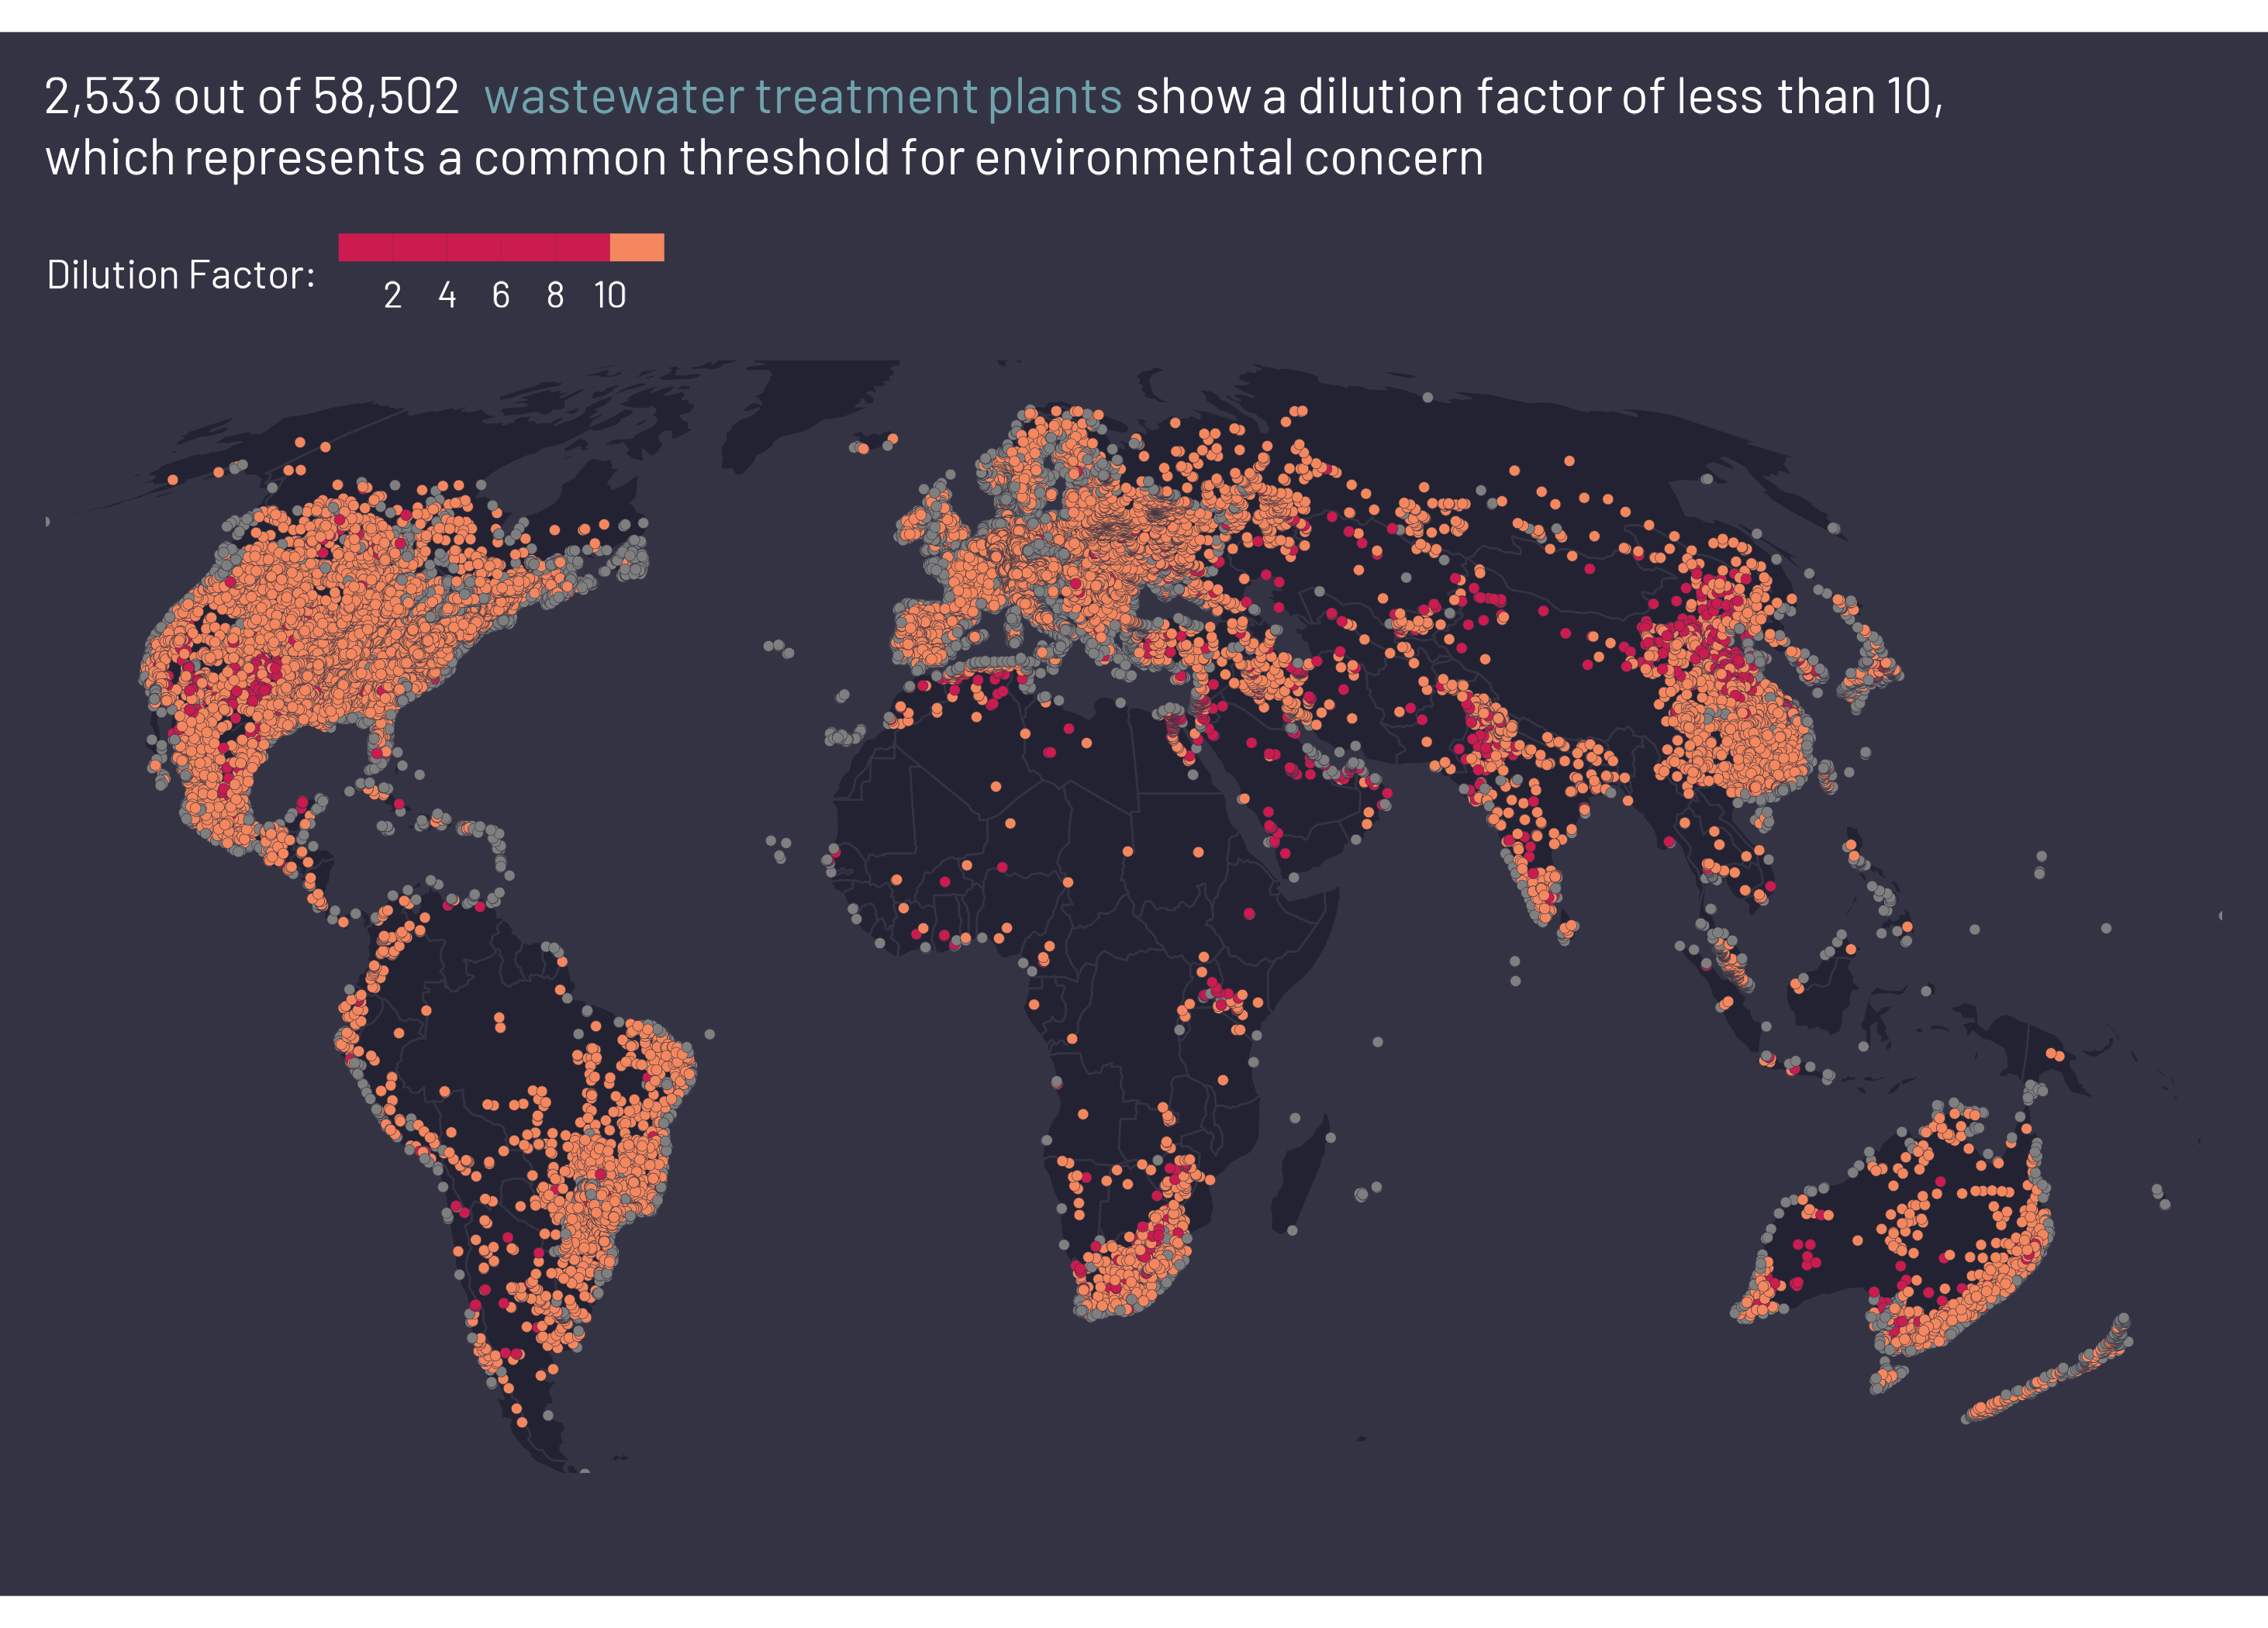 2,533 out of 58,502 wastewater treatment plants show a dilution factor of less than 10,
which represents a common threshold for environmental concern
Dilution Factor:
2 4 6 8 10